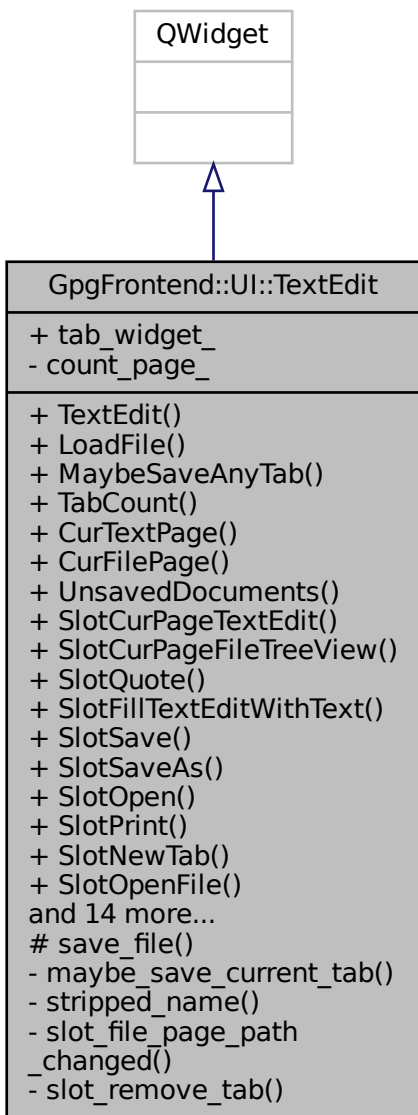 QWidget
GpgFrontend::UI::TextEdit
+ tab_widget_
- count_page_
+ TextEdit()
+ LoadFile()
+ MaybeSaveAnyTab()
+ TabCount()
+ CurTextPage()
+ CurFilePage()
+ UnsavedDocuments()
+ SlotCurPageTextEdit()
+ SlotCurPageFileTreeView()
+ SlotQuote()
+ SlotFillTextEditWithText()
+ SlotSave()
+ SlotSaveAs()
+ SlotOpen()
+ SlotPrint()
+ SlotNewTab()
+ SlotOpenFile()
and 14 more...
# save_file()
- maybe_save_current_tab()
- stripped_name()
- slot_file_page_path
_changed()
- slot_remove_tab()